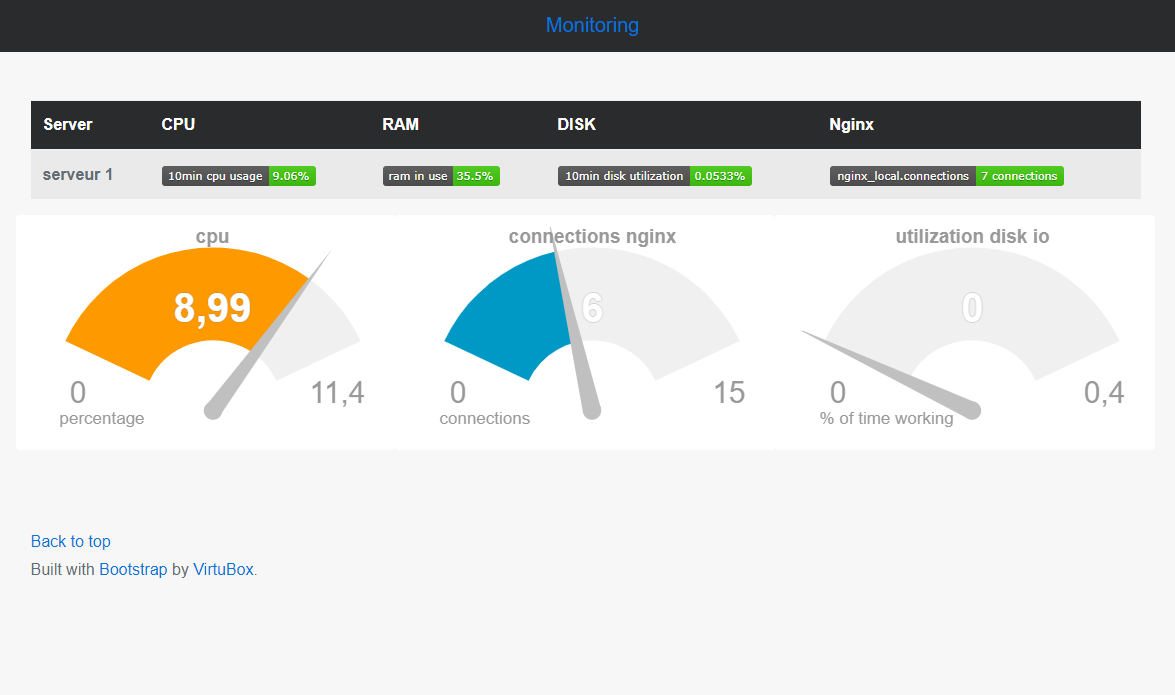 Monitoring
Server CPU RAM DISK Nginx
serveur 1 10min cpu usage 9.06% ram in use 35.5% 10min disk utilization 0.0533% nginx_local.connections 7 connections
cpu connections nginx utilization disk io
8,99 6 0
0 11,4 0 15 0 0,4
percentage connections % of time working
Back to top
Built with Bootstrap by VirtuBox.